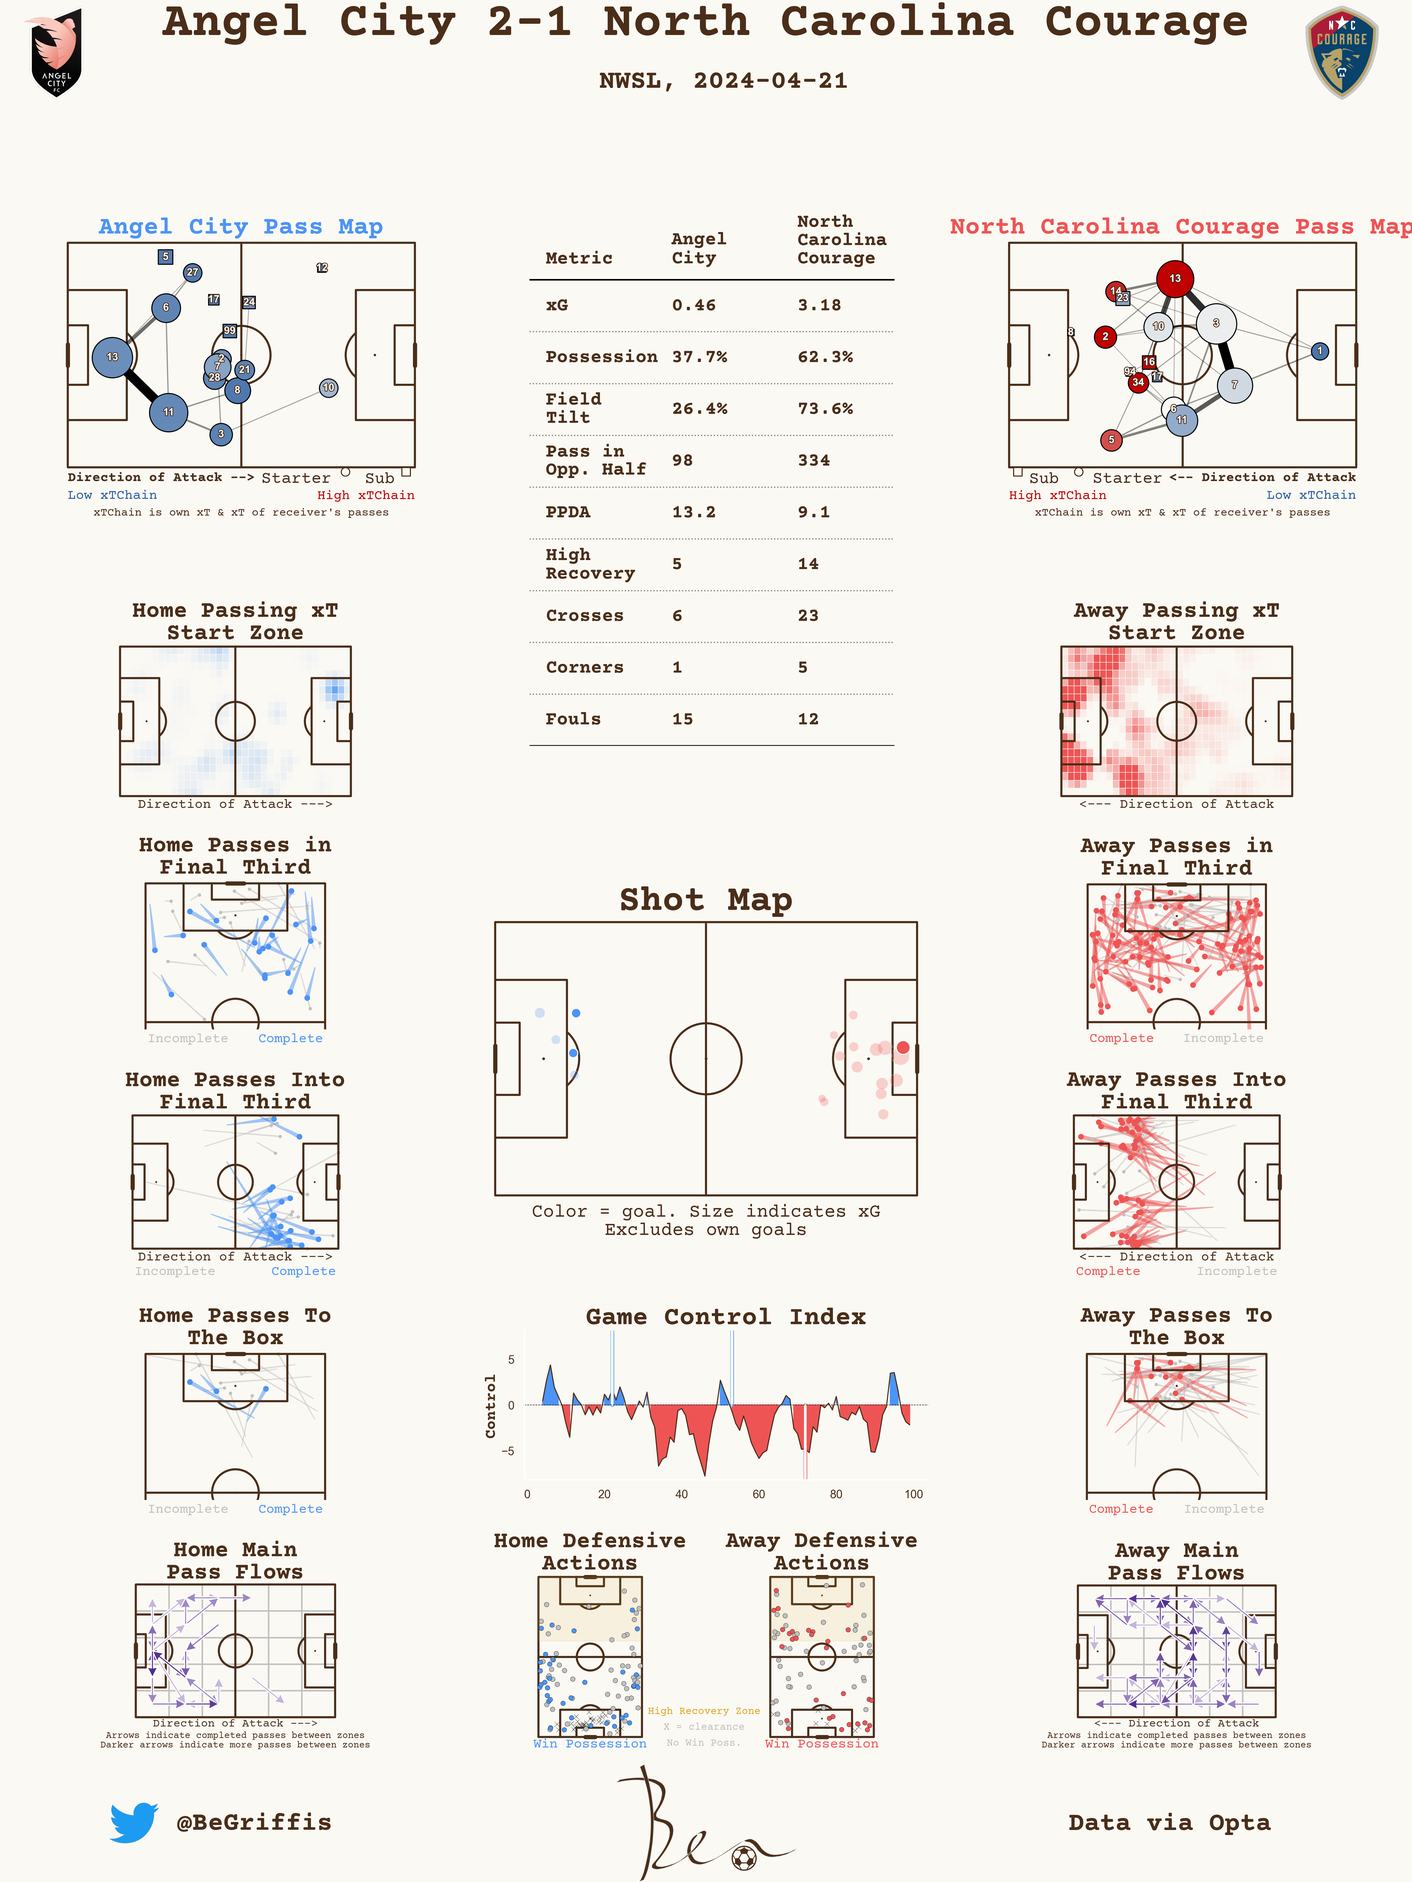 Angel City 2-1 North Carolina Courage
NWSL, 2024-04-21
ANGEL
CITY
FC
N C
COURAGE
Angel City Pass Map
5
27
12
6
17
24
99
13
2
7
21
28
8
10
11
3
Direction of Attack --> Starter Sub
Low xTChain High xTChain
xTChain is own xT & xT of receiver's passes
Metric Angel City North Carolina Courage
xG 0.46 3.18
Possession 37.7% 62.3%
Field Tilt 26.4% 73.6%
Pass in Opp. Half 98 334
PPDA 13.2 9.1
High Recovery 5 14
Crosses 6 23
Corners 1 5
Fouls 15 12
North Carolina Courage Pass Map
13
14
23
10
3
8
2
1
16
94
17
34
7
6
11
5
Sub Starter <-- Direction of Attack
High xTChain Low xTChain
xTChain is own xT & xT of receiver's passes
Home Passing xT
Start Zone
Direction of Attack --->
Away Passing xT
Start Zone
<--- Direction of Attack
Home Passes in
Final Third
Incomplete Complete
Away Passes in
Final Third
Complete Incomplete
Shot Map
Color = goal. Size indicates xG
Excludes own goals
Home Passes Into
Final Third
Direction of Attack --->
Incomplete Complete
Away Passes Into
Final Third
<--- Direction of Attack
Complete Incomplete
Home Passes To
The Box
Incomplete Complete
Game Control Index
Control
5
0
−5
0 20 40 60 80 100
Away Passes To
The Box
Complete Incomplete
Home Main
Pass Flows
Direction of Attack --->
Arrows indicate completed passes between zones
Darker arrows indicate more passes between zones
Home Defensive
Actions
Win Possession
High Recovery Zone
X = clearance
No Win Poss.
Away Defensive
Actions
Win Possession
Away Main
Pass Flows
<--- Direction of Attack
Arrows indicate completed passes between zones
Darker arrows indicate more passes between zones
@BeGriffis
Ben
Data via Opta